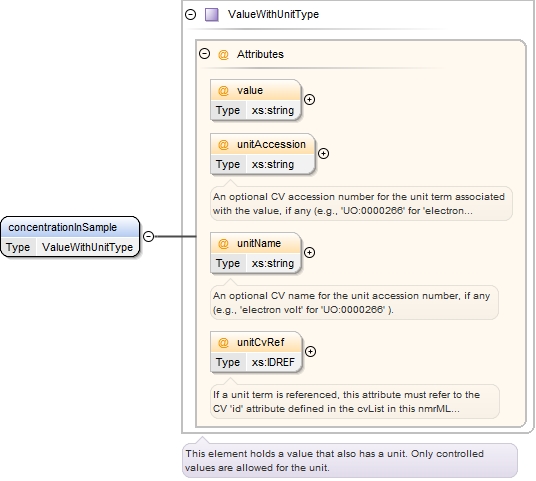 ValueWithUnitType
@ Attributes
@ value
Type xs:string
@ unitAccession
Type xs:string
An optional CV accession number for the unit term associated
with the value, if any (e.g., 'UO:0000266' for 'electron...
concentrationInSample
Type ValueWithUnitType
@ unitName
Type xs:string
An optional CV name for the unit accession number, if any
(e.g., 'electron volt' for 'UO:0000266' ).
@ unitCvRef
Type xs:IDREF
If a unit term is referenced, this attribute must refer to the
CV 'id' attribute defined in the cvList in this nmrML...
This element holds a value that also has a unit. Only controlled
values are allowed for the unit.